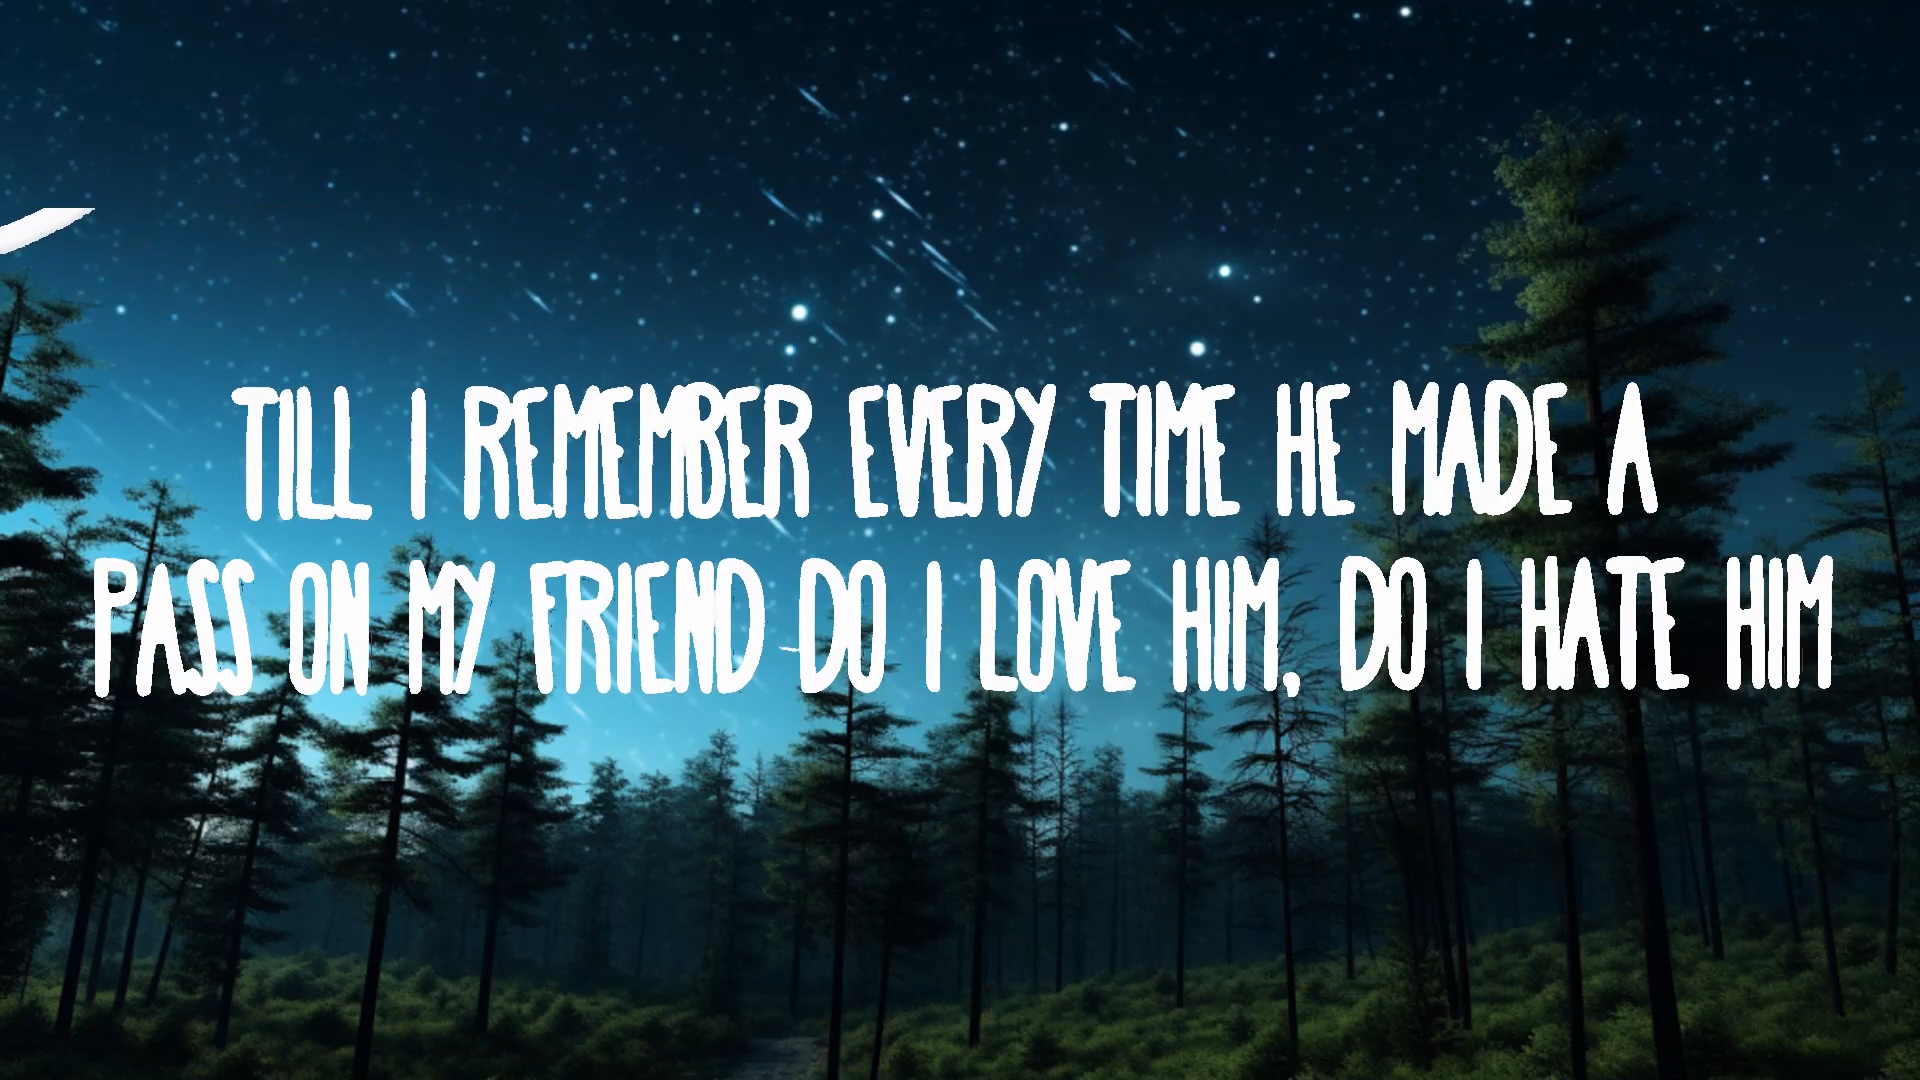 TILL I REMEMBER EVERY TIME HE MADE A
PASS ON MY FRIEND DO I LOVE HIM, DO I HATE HIM